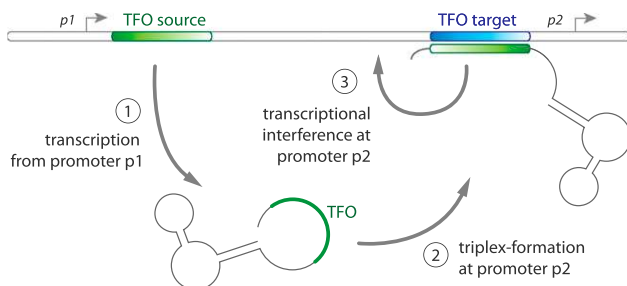 p1 TFO source TFO target p2
1
transcription
from promoter p1
3
transcriptional
interference at
promoter p2
TFO
2 triplex-formation
at promoter p2